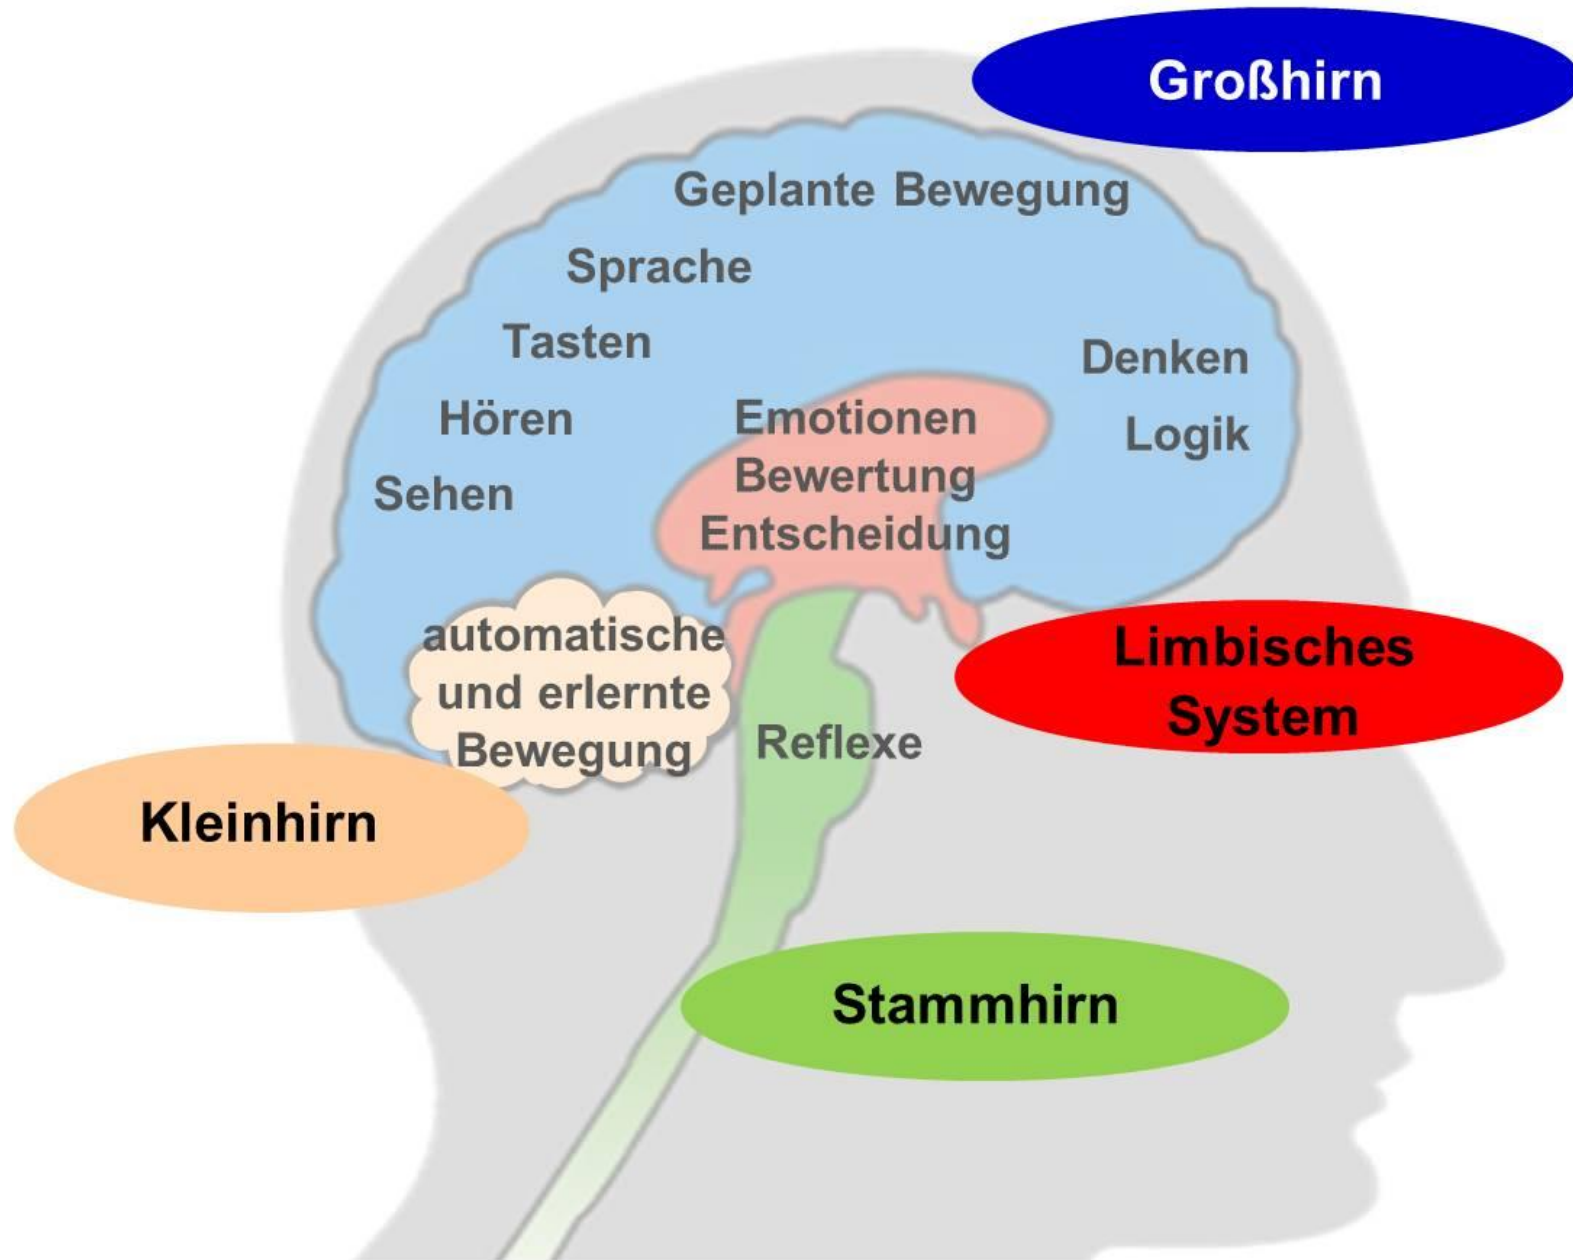 Großhirn
Geplante Bewegung
Sprache
Tasten
Denken
Hören
Emotionen
Logik
Bewertung
Sehen
Entscheidung
automatische
und erlernte
Bewegung
Limbisches
System
Reflexe
Kleinhirn
Stammhirn